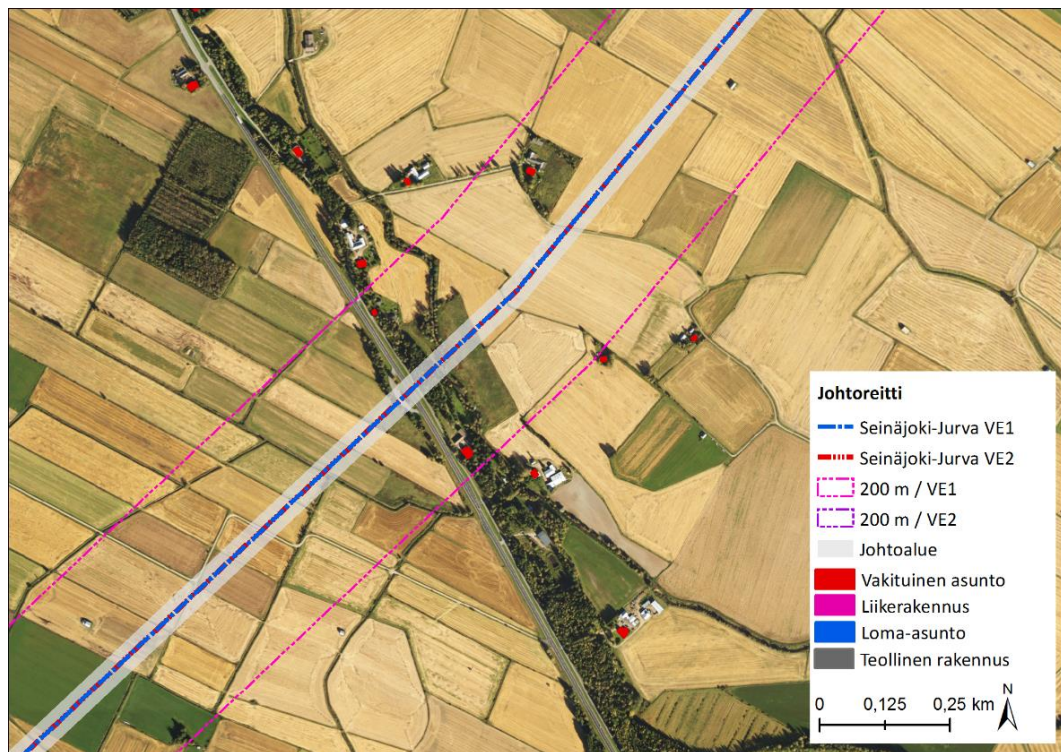 Johtoreitti
Seinäjoki-Jurva VE1
Seinäjoki-Jurva VE2
200 m / VE1
200 m / VE2
Johtoalue
Vakituinen asunto
Liikerakennus
Loma-asunto
Teollinen rakennus
0 0,125 0,25 km N